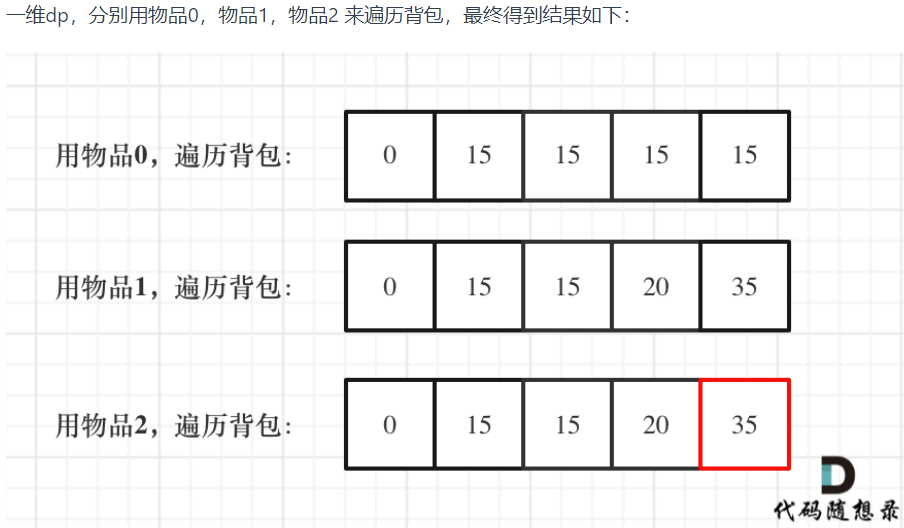 一维dp，分别用物品0，物品1，物品2 来遍历背包，最终得到结果如下：
用物品0，遍历背包： 0 15 15 15 15
用物品1，遍历背包： 0 15 15 20 35
用物品2，遍历背包： 0 15 15 20 35
代码随想录